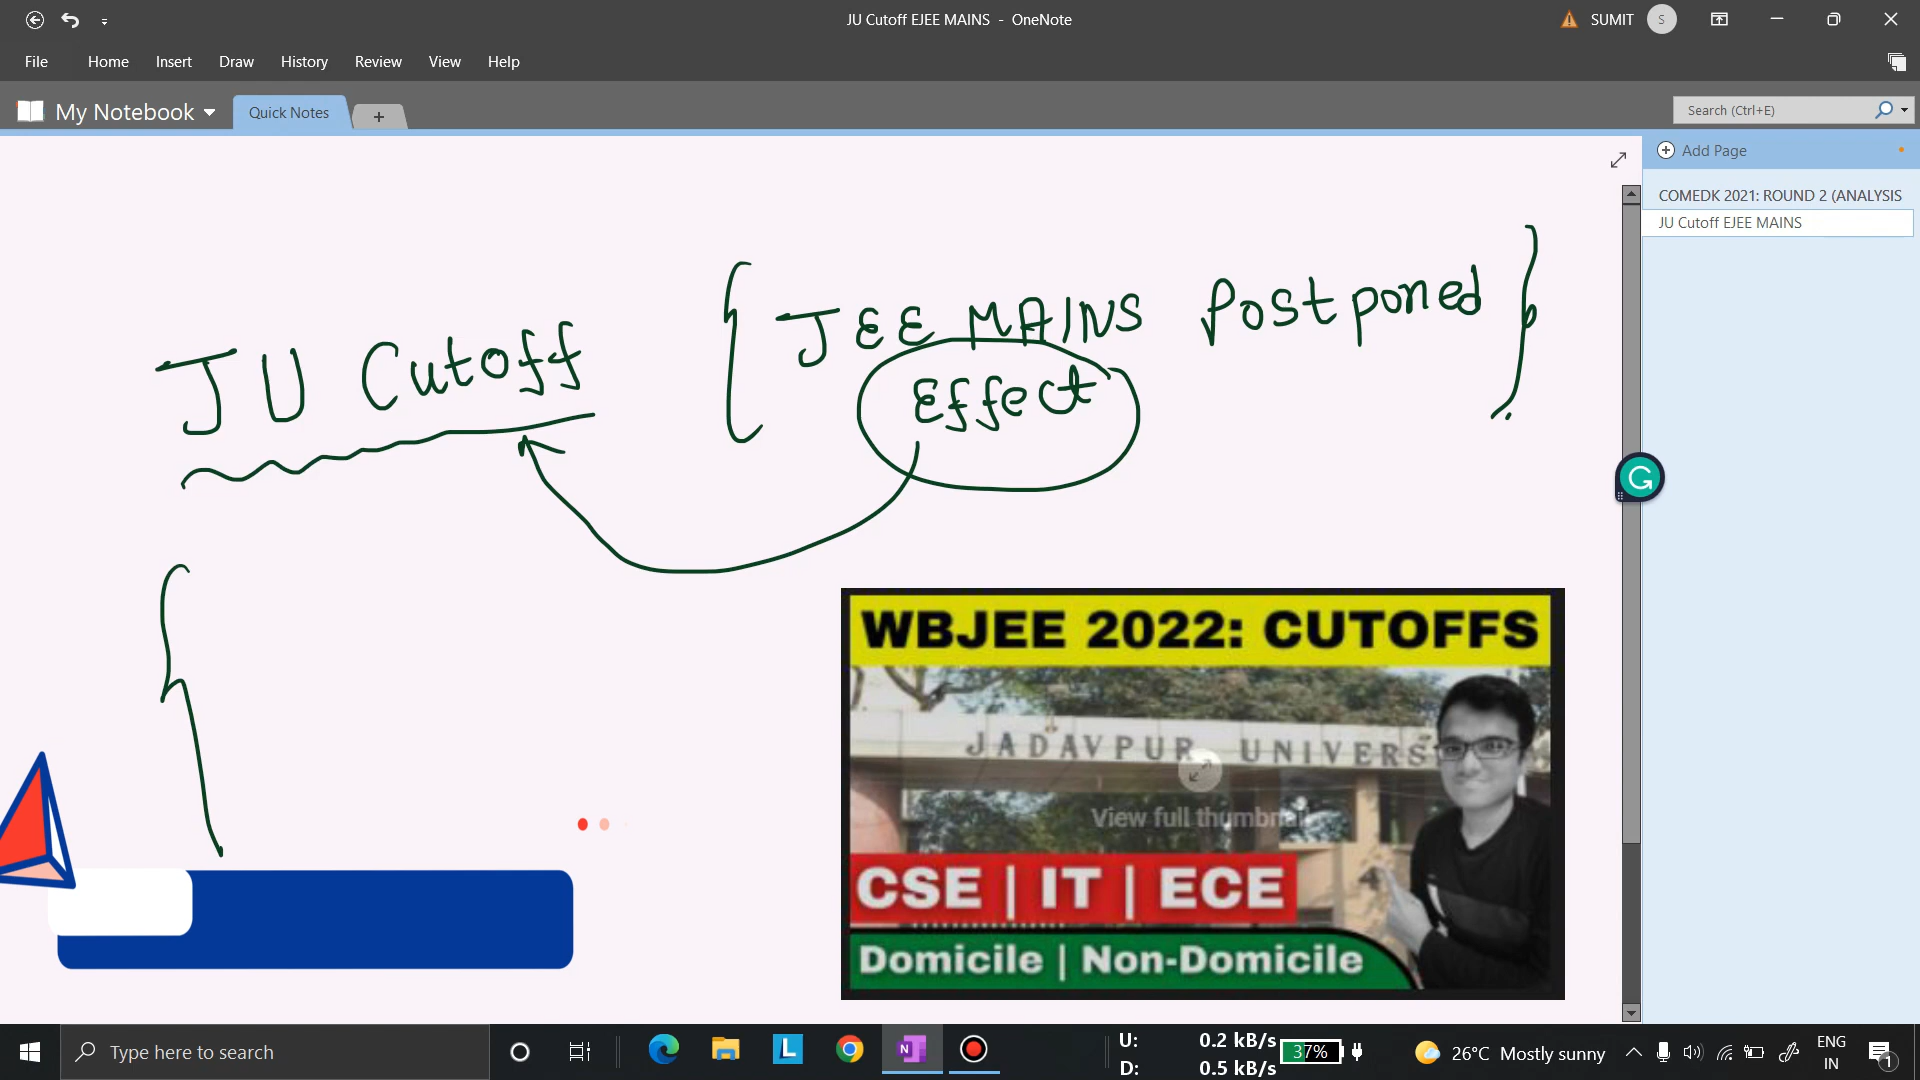 JU Cutoff EJEE MAINS - OneNote
SUMIT
S
File Home Insert Draw History Review View Help
My Notebook
Quick Notes
+
Search (Ctrl+E)
Add Page
COMEDK 2021: ROUND 2 (ANALYSIS
JU Cutoff EJEE MAINS
JEE MAINS Postponed
JU Cutoff
Effect
G
WBJEE 2022: CUTOFFS
JADAVPUR UNIVERS
View full thumbnail
CSE | IT | ECE
Domicile | Non-Domicile
Type here to search
L
N
U: 0.2 kB/s
D: 0.5 kB/s
37%
26°C Mostly sunny
ENG
IN
1